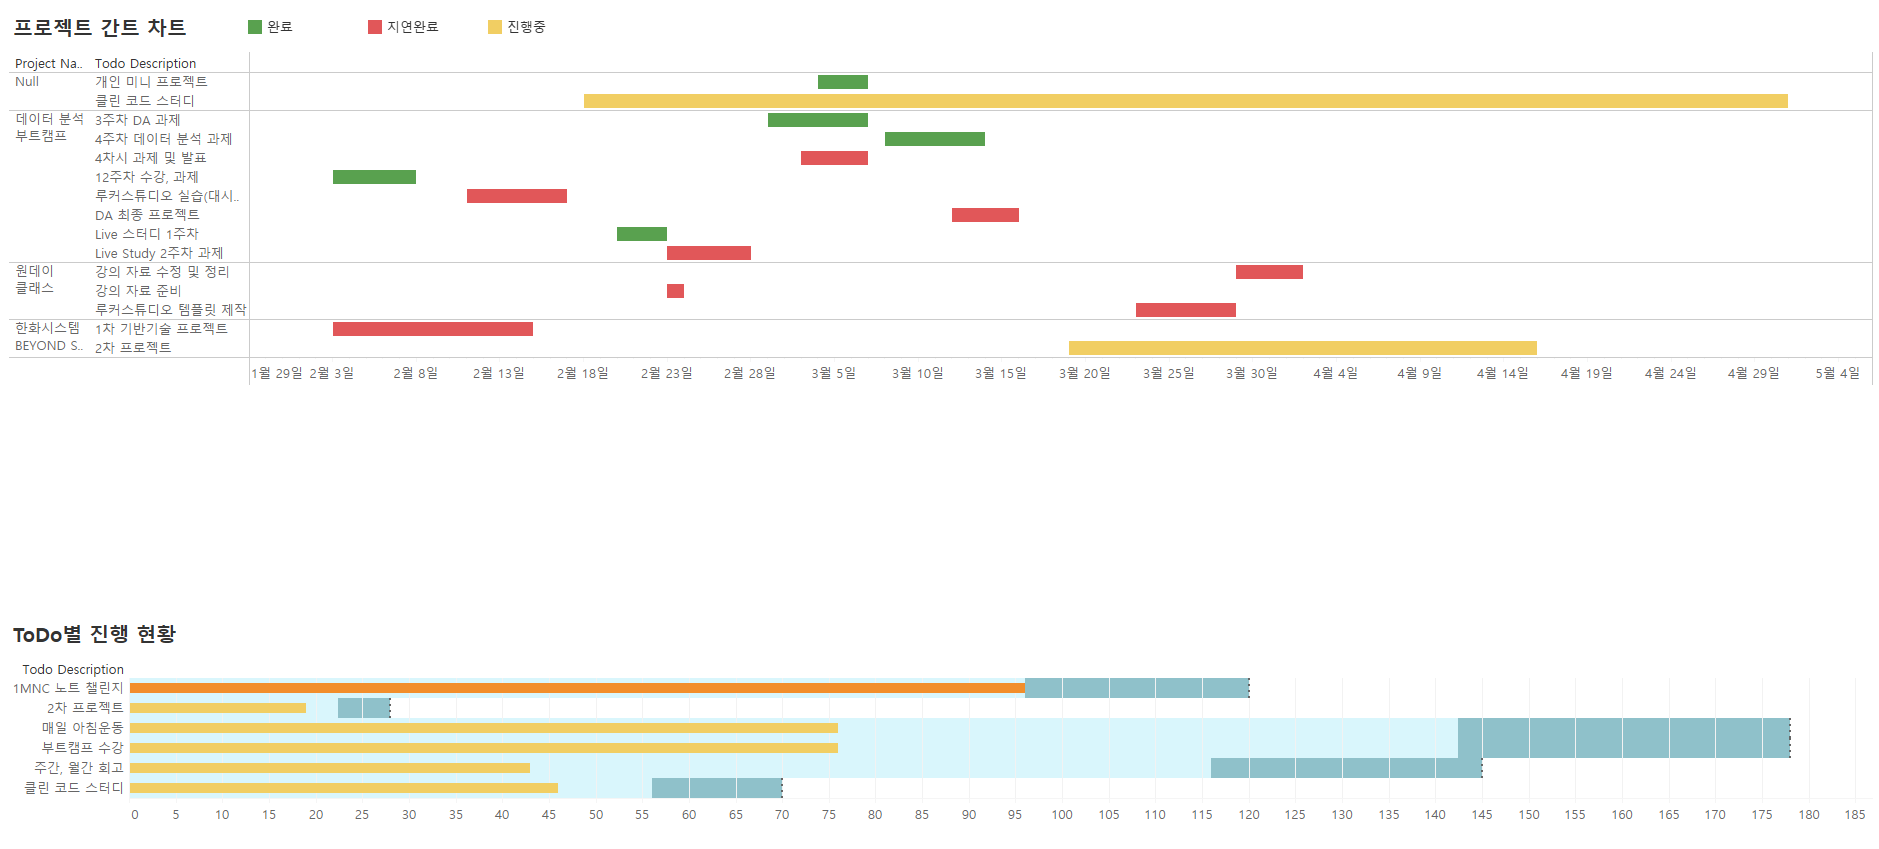 프로젝트 간트 차트
완료
지연완료
진행중
Project Na.. Todo Description
Null 개인 미니 프로젝트
클린 코드 스터디
데이터 분석 3주차 DA 과제
부트캠프 4주차 데이터 분석 과제
4차시 과제 및 발표
12주차 수강, 과제
루커스튜디오 실습(대시..
DA 최종 프로젝트
Live 스터디 1주차
Live Study 2주차 과제
원데이 강의 자료 수정 및 정리
클래스 강의 자료 준비
루커스튜디오 템플릿 제작
한화시스템 1차 기반기술 프로젝트
BEYOND S.. 2차 프로젝트
1월 29일 2월 3일 2월 8일 2월 13일 2월 18일 2월 23일 2월 28일 3월 5일 3월 10일 3월 15일 3월 20일 3월 25일 3월 30일 4월 4일 4월 9일 4월 14일 4월 19일 4월 24일 4월 29일 5월 4일
ToDo별 진행 현황
Todo Description
1MNC 노트 챌린지
2차 프로젝트
매일 아침운동
부트캠프 수강
주간, 월간 회고
클린 코드 스터디
0 5 10 15 20 25 30 35 40 45 50 55 60 65 70 75 80 85 90 95 100 105 110 115 120 125 130 135 140 145 150 155 160 165 170 175 180 185